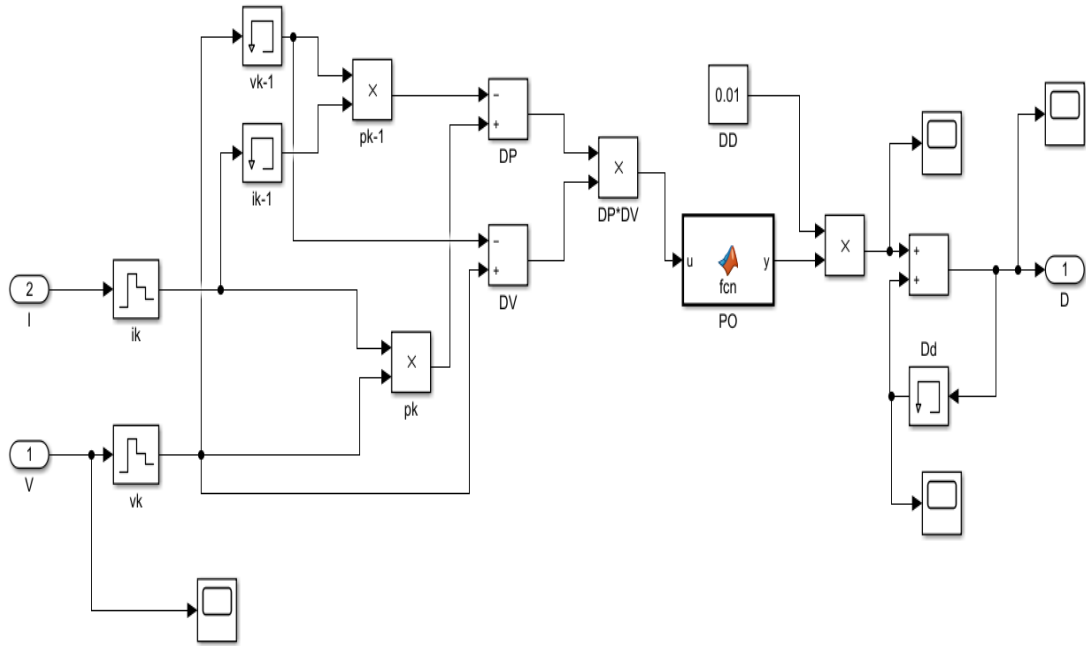 vk-1
×
pk-1
−
+
DP
ik-1
×
DP*DV
0.01
DD
−
+
DV
u
fcn
y
PO
×
+
+
1
D
2
I
ik
×
pk
Dd
1
V
vk